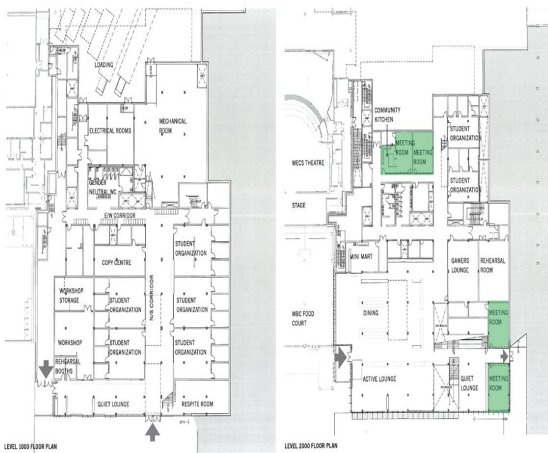 LOADING
ELECTRICAL ROOMS
MECHANICAL
ROOM
GENDER
NEUTRAL WC
E/W CORRIDOR
COPY CENTRE
STUDENT
ORGANIZATION
N/S CORRIDOR
WORKSHOP
STORAGE
STUDENT
ORGANIZATION
STUDENT
ORGANIZATION
WORKSHOP
STUDENT
ORGANIZATION
STUDENT
ORGANIZATION
REHEARSAL
BOOTHS
QUIET LOUNGE
RESPITE ROOM
LEVEL 1000 FLOOR PLAN
COMMUNITY
KITCHEN
MEETING
ROOM
MEETING
ROOM
STUDENT
ORGANIZATION
WECS THEATRE
STUDENT
ORGANIZATION
STAGE
MINI MART
GAMERS
LOUNGE
REHEARSAL
ROOM
MBC FOOD
COURT
DINING
MEETING
ROOM
ACTIVE LOUNGE
QUIET
LOUNGE
MEETING
ROOM
LEVEL 2000 FLOOR PLAN